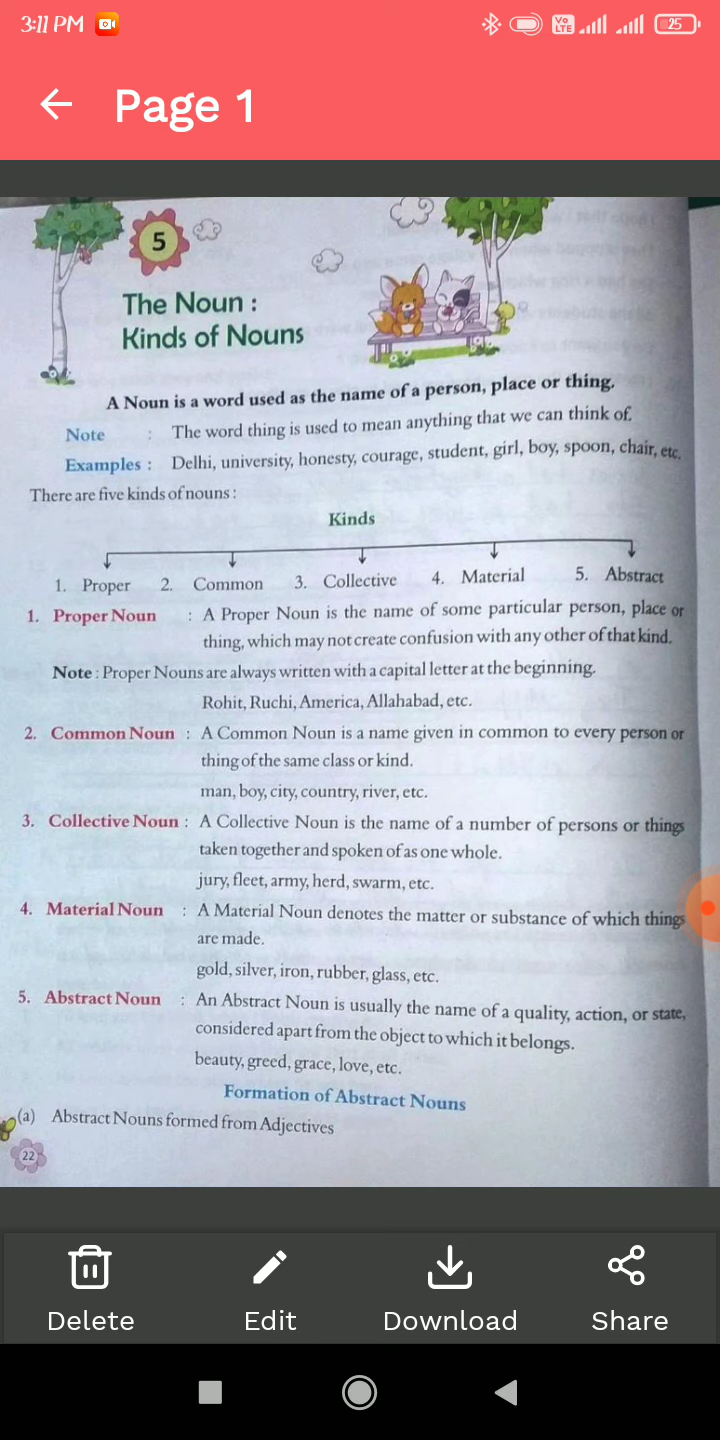 3:11 PM
Vo LTE
25
Page 1
5
The Noun :
Kinds of Nouns
A Noun is a word used as the name of a person, place or thing.
Note : The word thing is used to mean anything that we can think of.
Examples : Delhi, university, honesty, courage, student, girl, boy, spoon, chair, etc.
There are five kinds of nouns :
Kinds
1. Proper 2. Common 3. Collective 4. Material 5. Abstract
1. Proper Noun : A Proper Noun is the name of some particular person, place or
thing, which may not create confusion with any other of that kind.
Note : Proper Nouns are always written with a capital letter at the beginning.
Rohit, Ruchi, America, Allahabad, etc.
2. Common Noun : A Common Noun is a name given in common to every person or
thing of the same class or kind.
man, boy, city, country, river, etc.
3. Collective Noun : A Collective Noun is the name of a number of persons or things
taken together and spoken of as one whole.
jury, fleet, army, herd, swarm, etc.
4. Material Noun : A Material Noun denotes the matter or substance of which things
are made.
gold, silver, iron, rubber, glass, etc.
5. Abstract Noun : An Abstract Noun is usually the name of a quality, action, or state,
considered apart from the object to which it belongs.
beauty, greed, grace, love, etc.
Formation of Abstract Nouns
(a) Abstract Nouns formed from Adjectives
22
Delete Edit Download Share